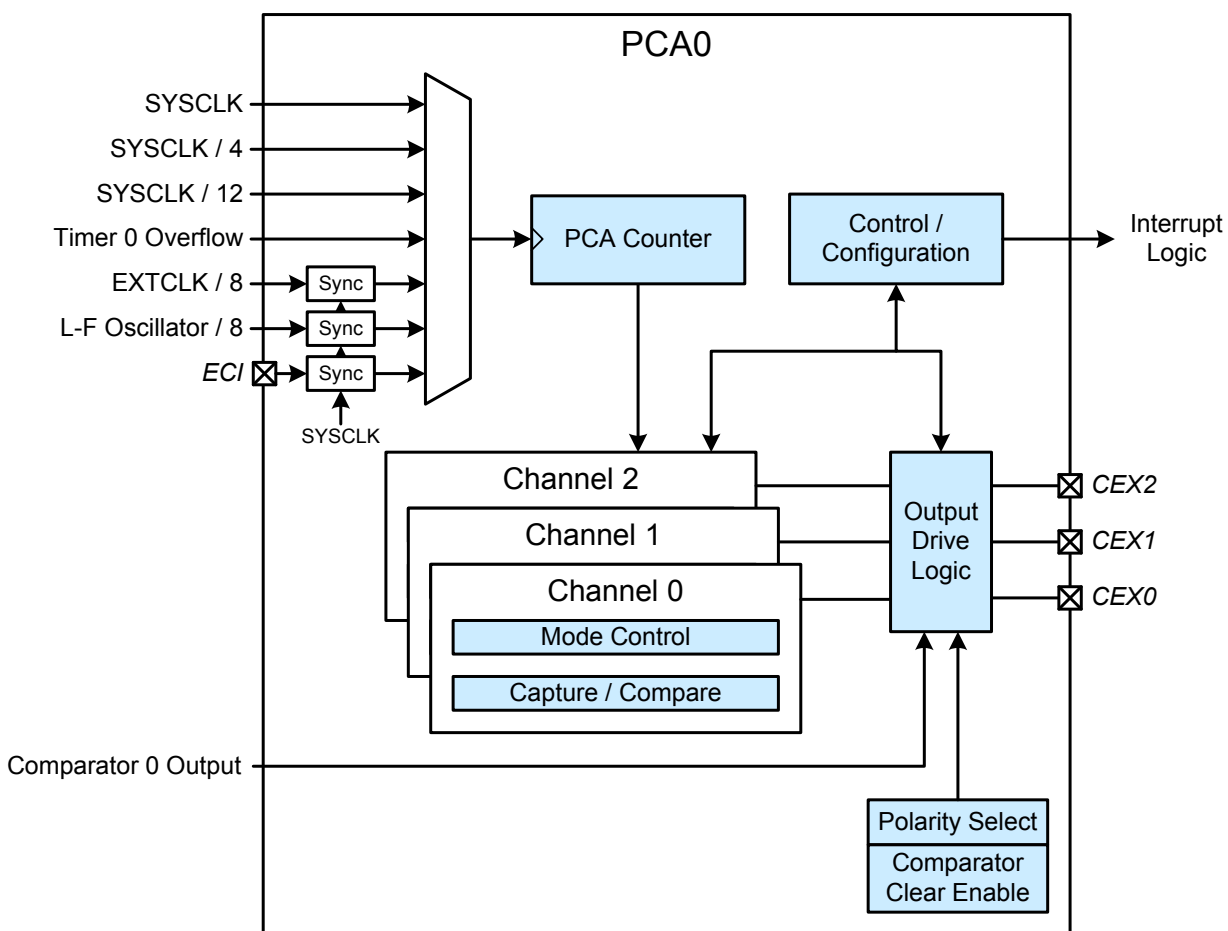 PCA0
SYSCLK
SYSCLK / 4
SYSCLK / 12
Timer 0 Overflow
EXTCLK / 8
Sync
L-F Oscillator / 8
Sync
ECI
Sync
SYSCLK
PCA Counter
Control /
Configuration
Interrupt
Logic
Channel 2
Channel 1
Channel 0
Mode Control
Capture / Compare
Output
Drive
Logic
CEX2
CEX1
CEX0
Comparator 0 Output
Polarity Select
Comparator
Clear Enable